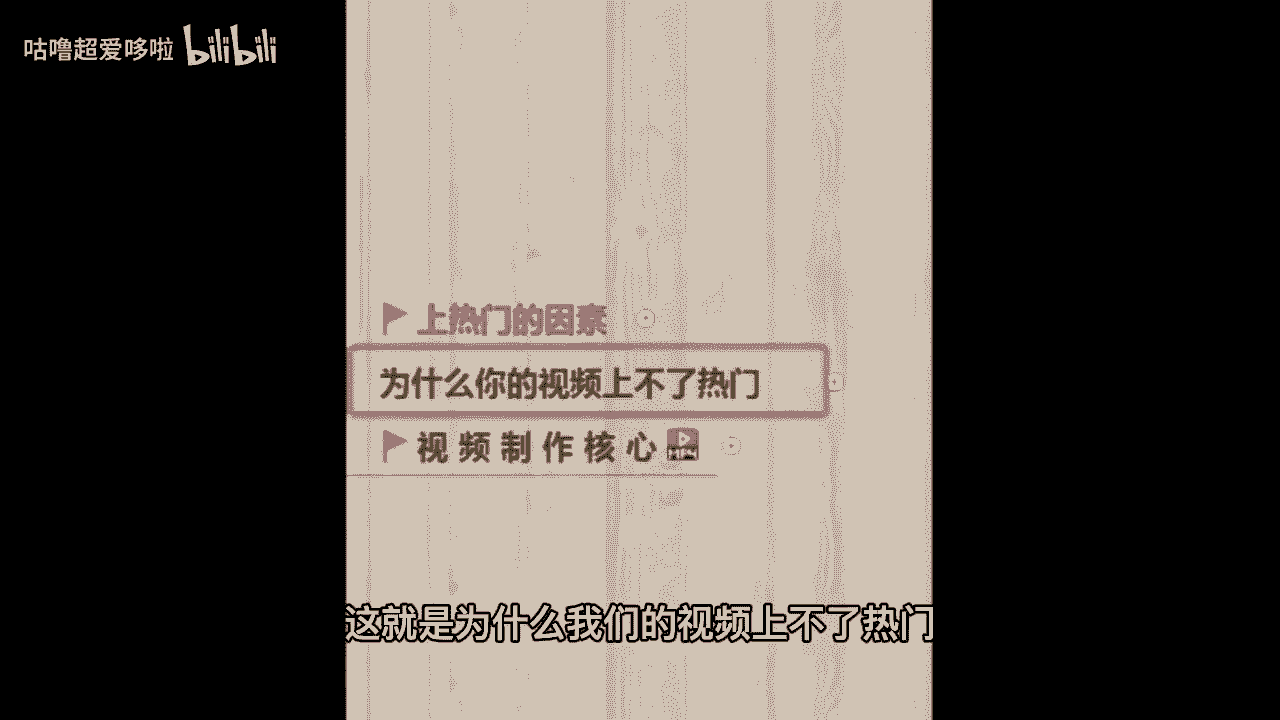 咕噜超爱哆啦 bilibili
上热门的因素
为什么你的视频上不了热门
视频制作核心
这就是为什么我们的视频上不了热门